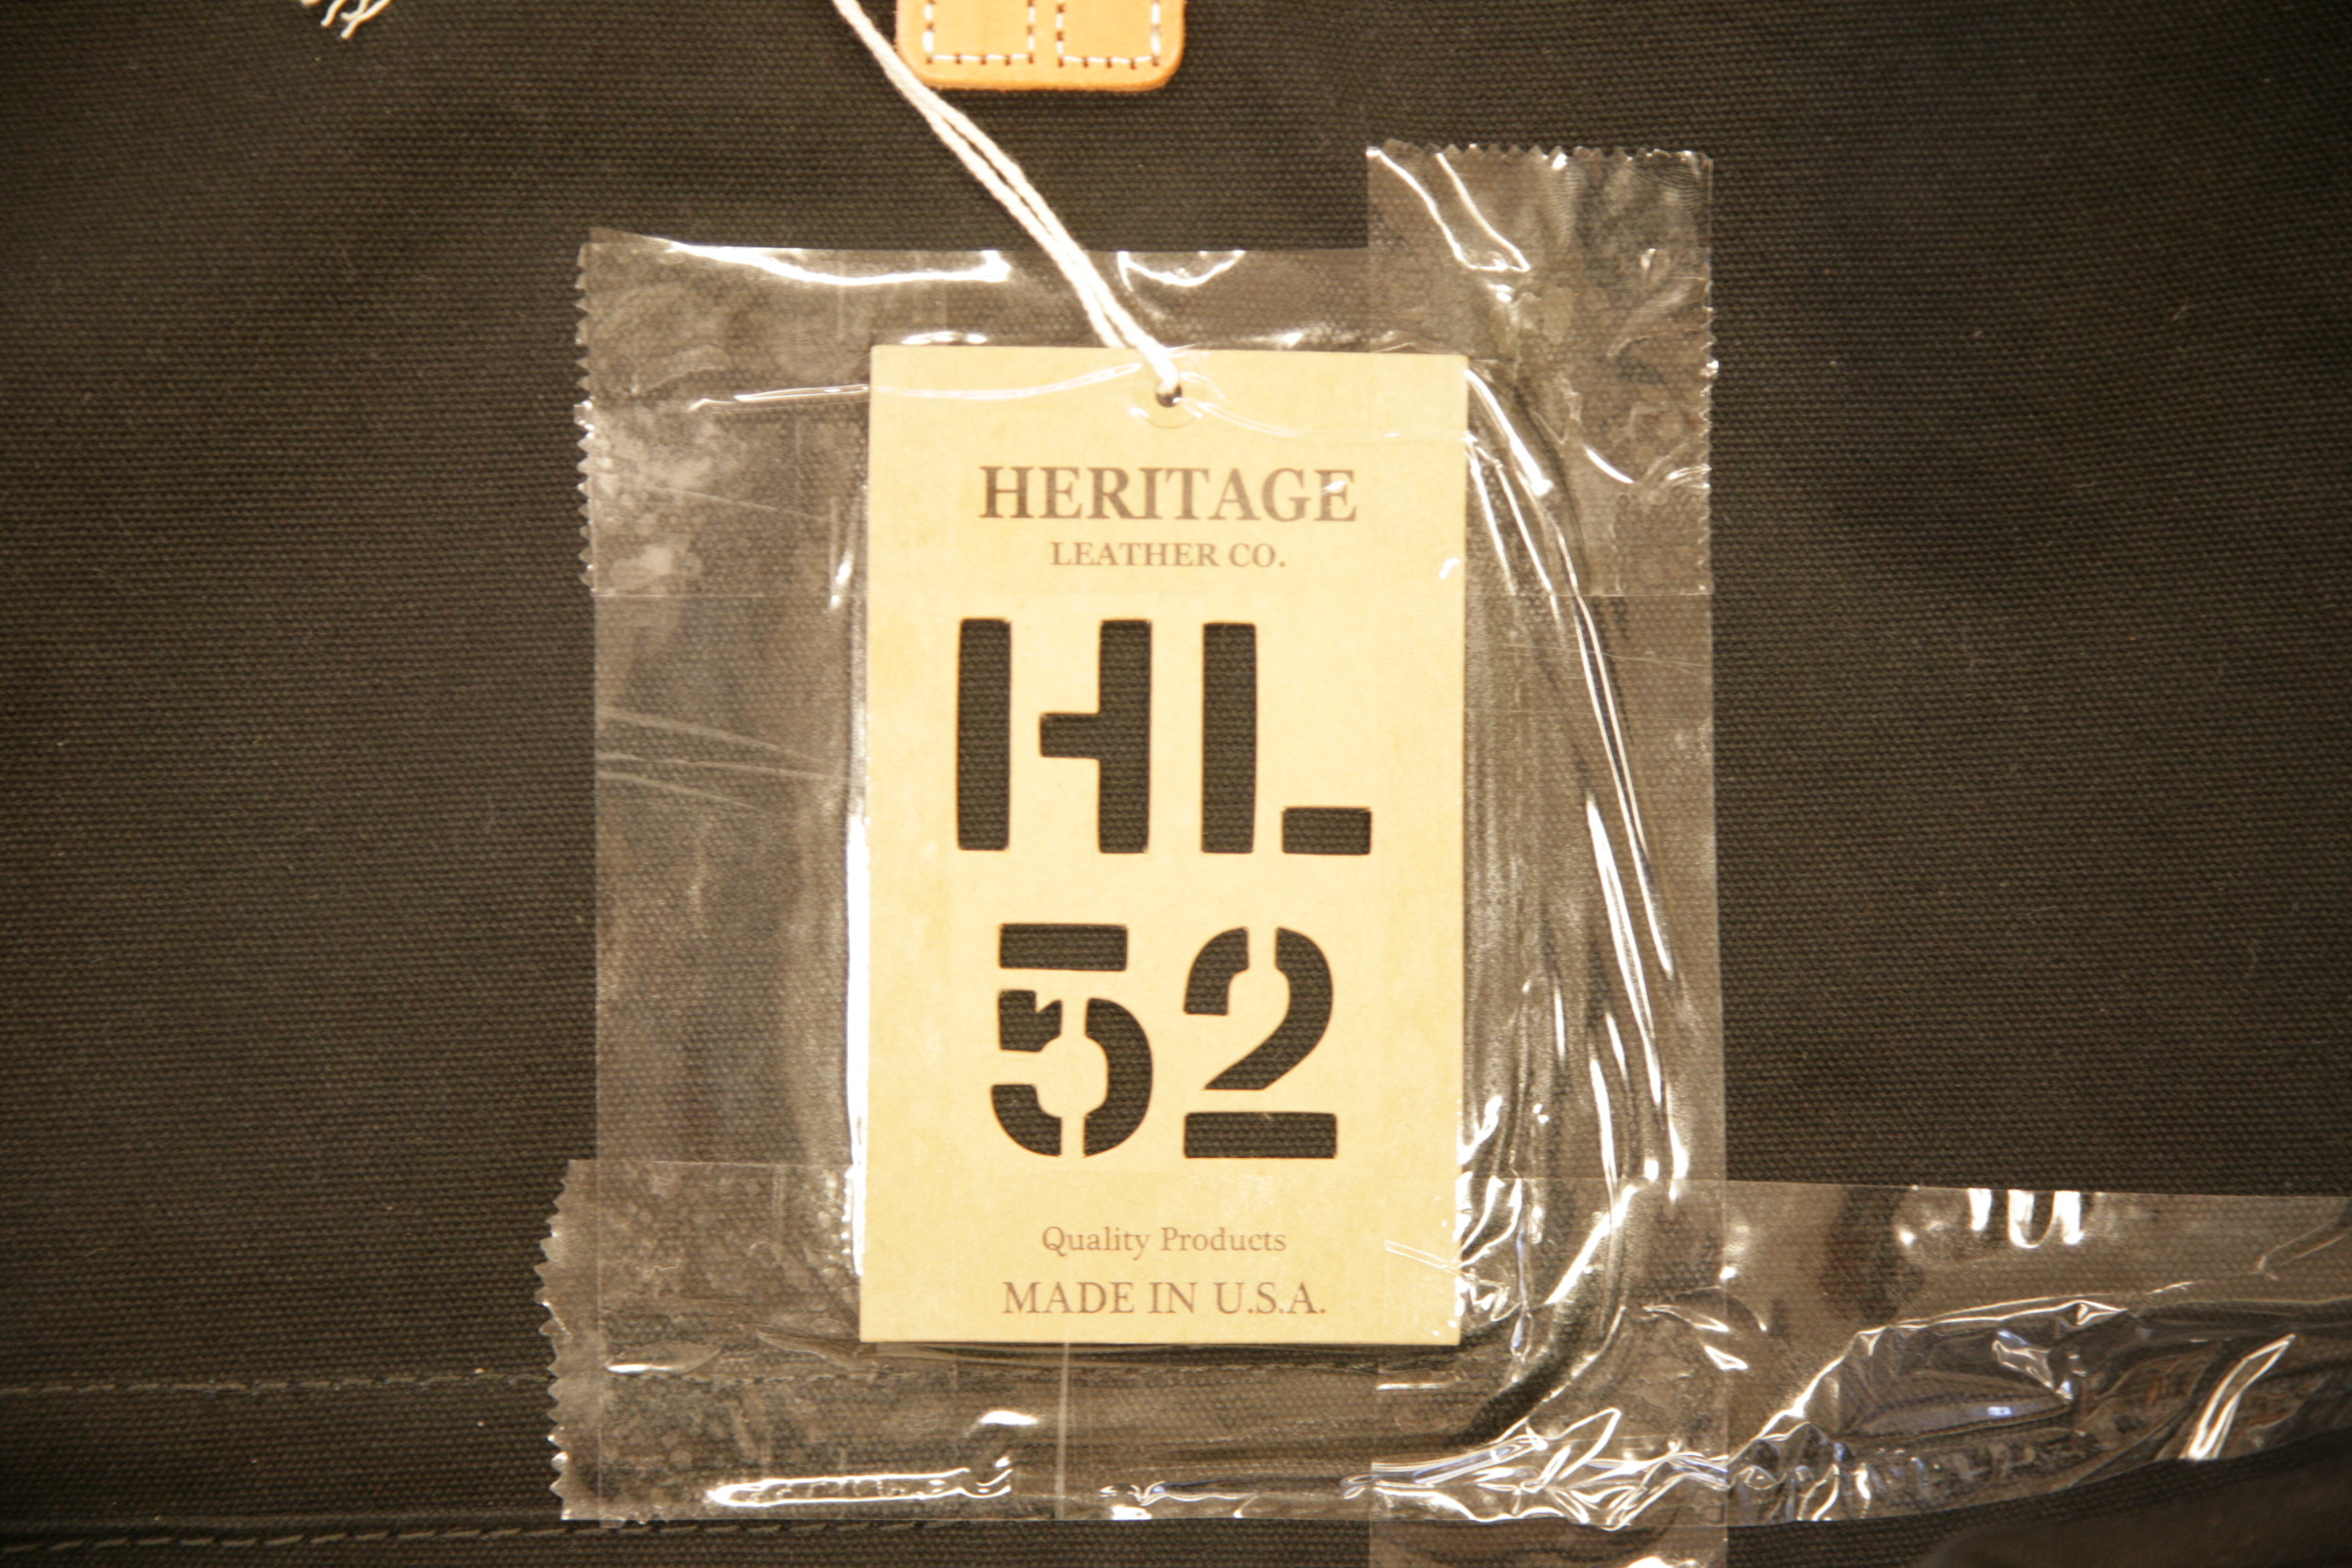 HERITAGE
LEATHER CO.
HL
52
Quality Products
MADE IN U.S.A.